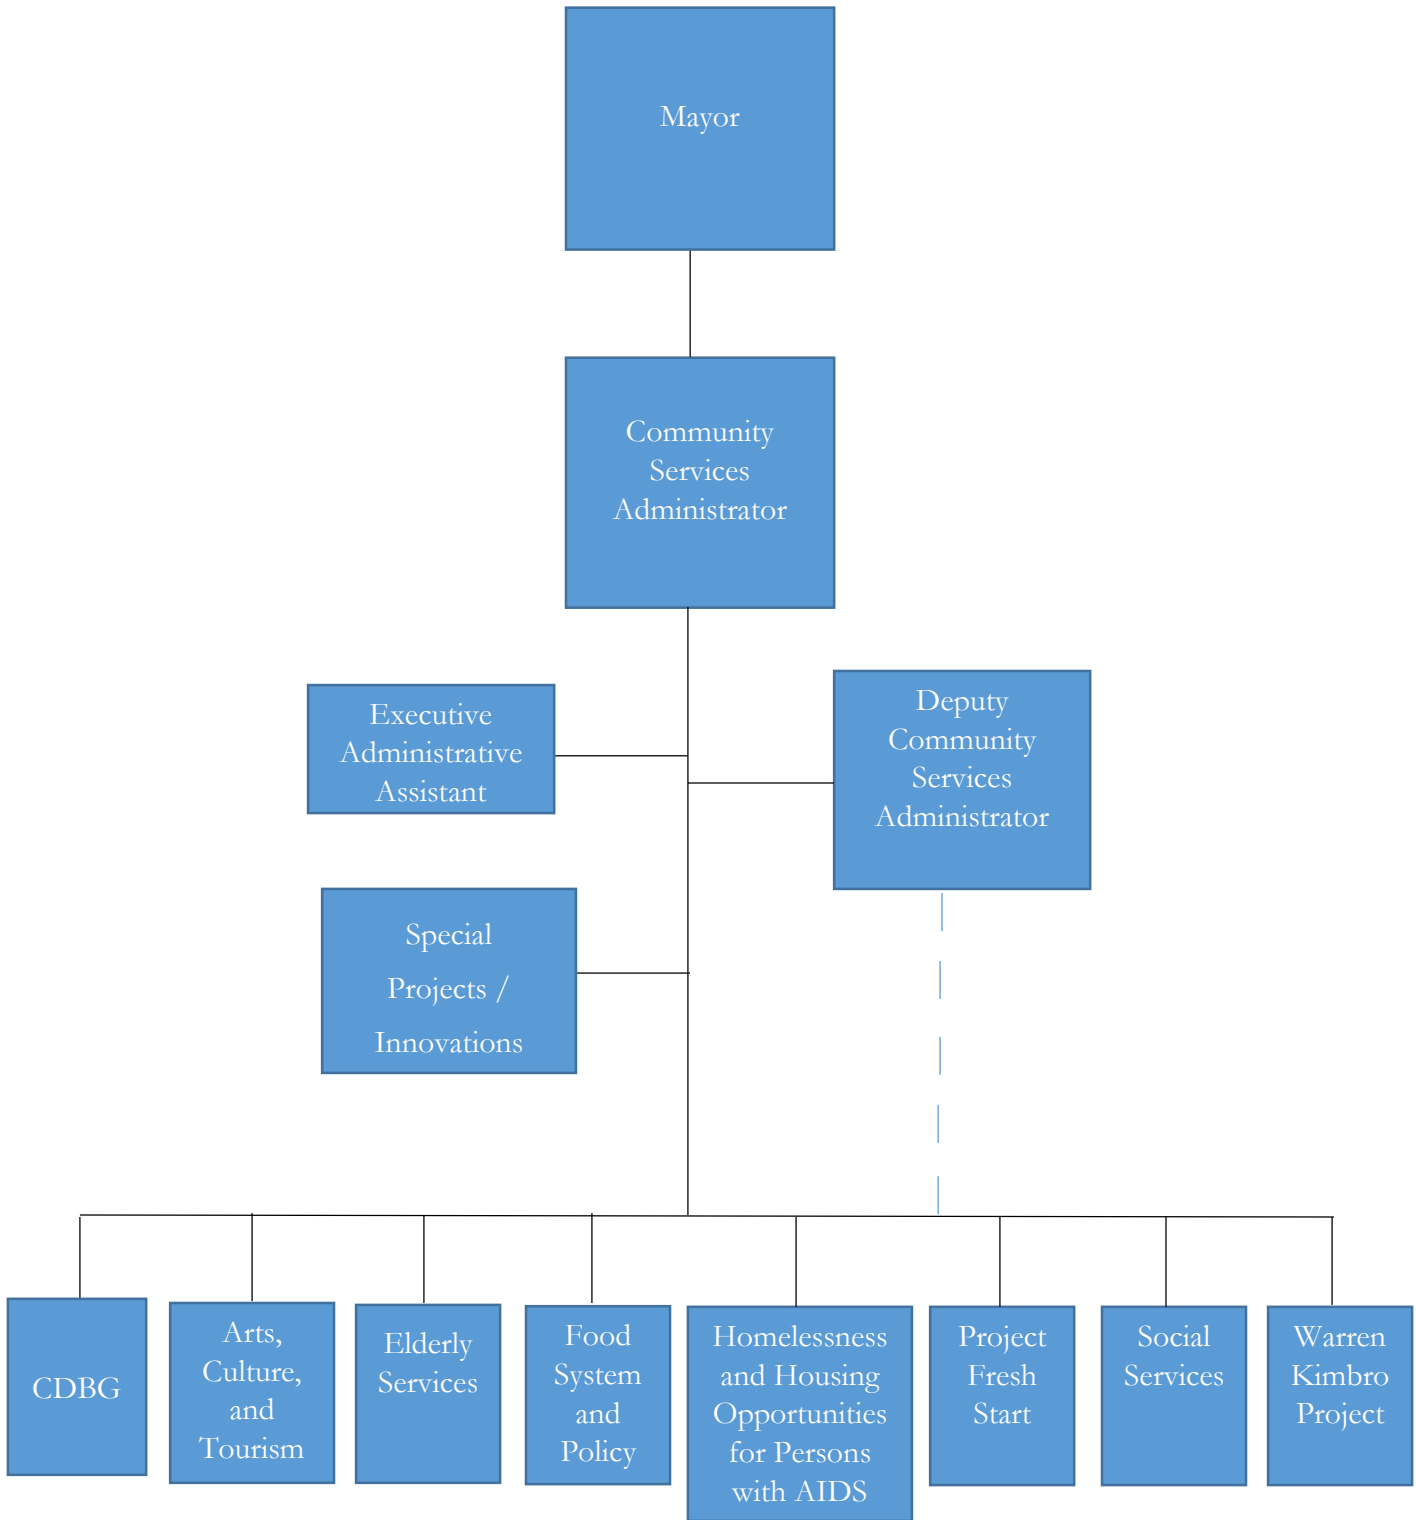 Mayor
Community
Services
Administrator
Executive
Administrative
Assistant
Deputy
Community
Services
Administrator
Special
Projects /
Innovations
CDBG
Arts,
Culture,
and
Tourism
Elderly
Services
Food
System
and
Policy
Homelessness
and Housing
Opportunities
for Persons
with AIDS
Project
Fresh
Start
Social
Services
Warren
Kimbro
Project